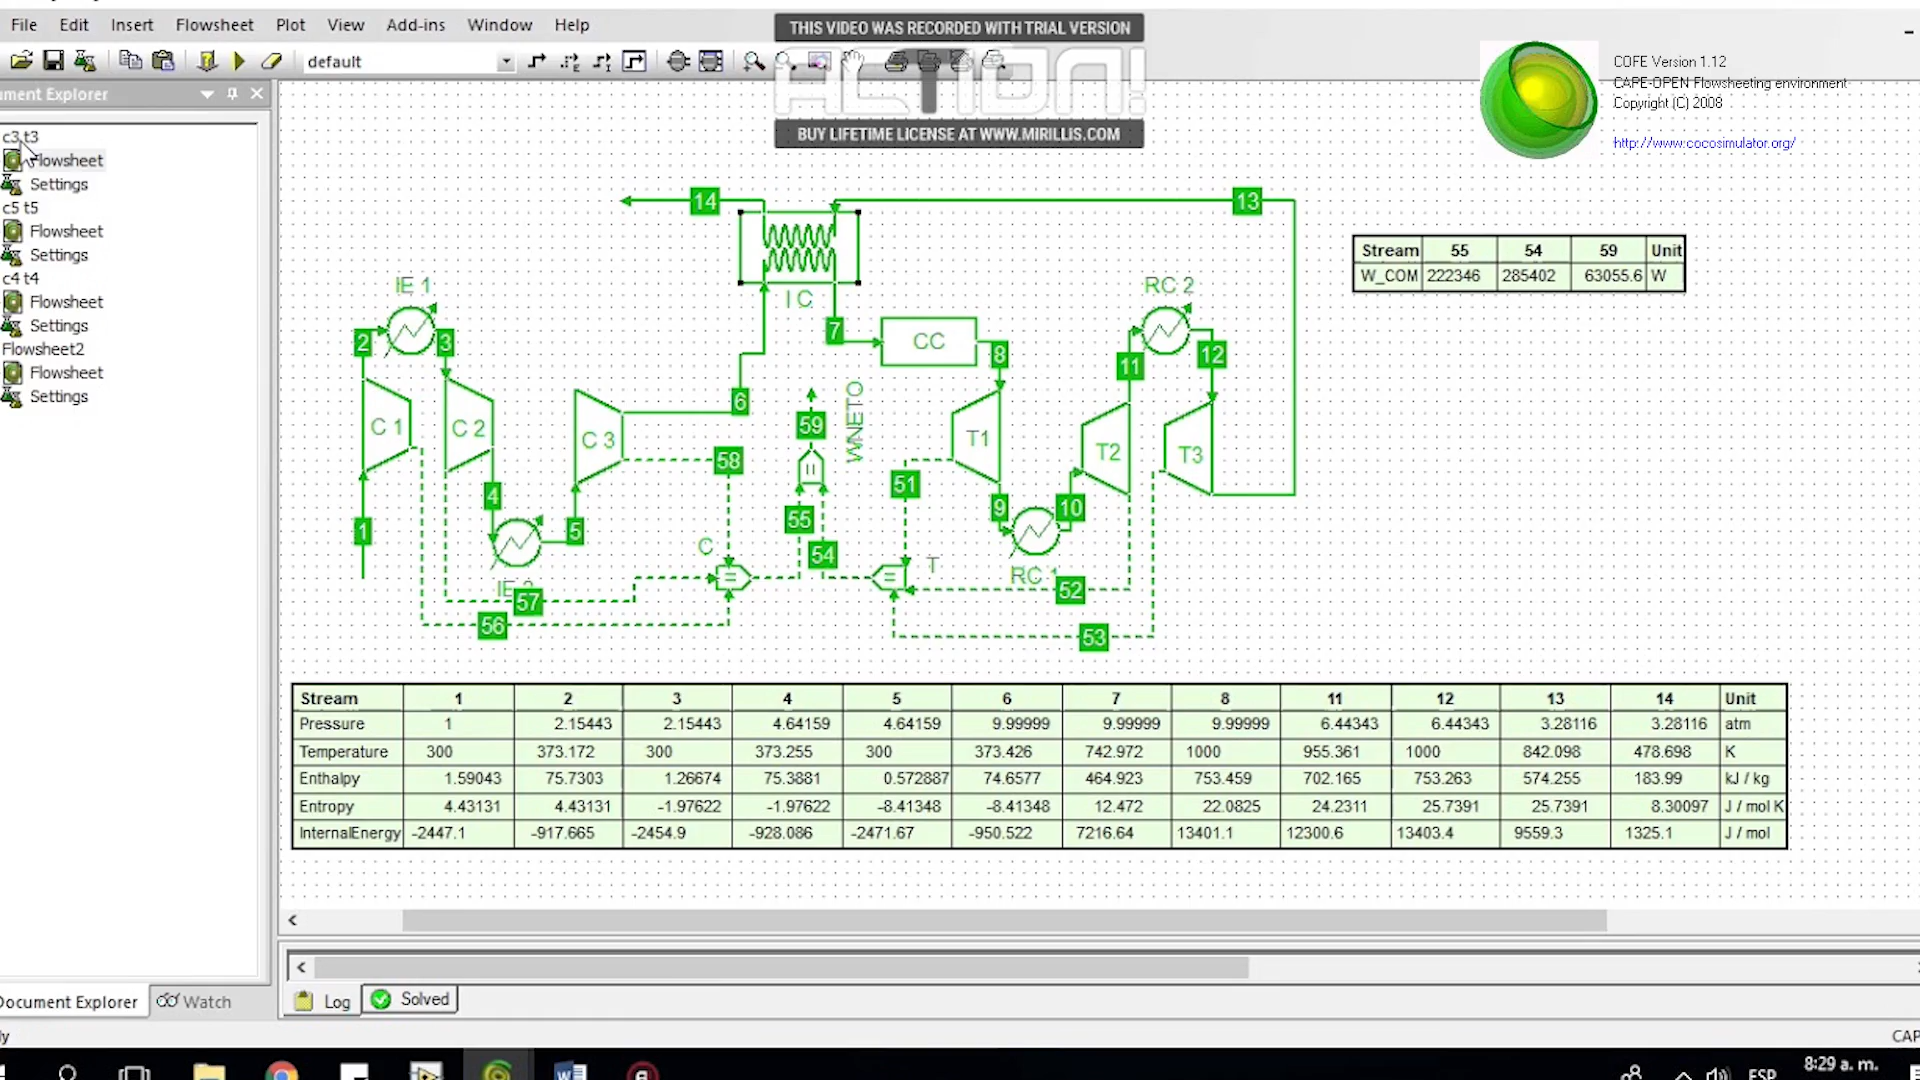 File Edit Insert Flowsheet Plot View Add-ins Window Help
THIS VIDEO WAS RECORDED WITH TRIAL VERSION
ACTION!
BUY LIFETIME LICENSE AT WWW.MIRILLIS.COM
default
COFE Version 1.12
CAPE-OPEN Flowsheeting environment
Copyright (C) 2008
http://www.cocosimulator.org/
ument Explorer
c3 t3
Flowsheet
Settings
c5 t5
Flowsheet
Settings
c4 t4
Flowsheet
Settings
Flowsheet2
Flowsheet
Settings
14
13
I C
IE 1
RC 2
2
3
7
CC
8
11
12
6
WNETO
59
C 1
C 2
C 3
T1
T2
T3
58
51
4
9
10
1
5
55
54
C
T
RC 1
52
57
56
53
Stream 55 54 59 Unit
W_COM 222346 285402 63055.6 W
Stream 1 2 3 4 5 6 7 8 11 12 13 14 Unit
Pressure 1 2.15443 2.15443 4.64159 4.64159 9.99999 9.99999 9.99999 6.44343 6.44343 3.28116 3.28116 atm
Temperature 300 373.172 300 373.255 300 373.426 742.972 1000 955.361 1000 842.098 478.698 K
Enthalpy 1.59043 75.7303 1.26674 75.3881 0.572887 74.6577 464.923 753.459 702.165 753.263 574.255 183.99 kJ / kg
Entropy 4.43131 4.43131 -1.97622 -1.97622 -8.41348 -8.41348 12.472 22.0825 24.2311 25.7391 25.7391 8.30097 J / mol K
InternalEnergy -2447.1 -917.665 -2454.9 -928.086 -2471.67 -950.522 7216.64 13401.1 12300.6 13403.4 9559.3 1325.1 J / mol
Document Explorer Watch
Log Solved
CAP
8:29 a. m.
ESP